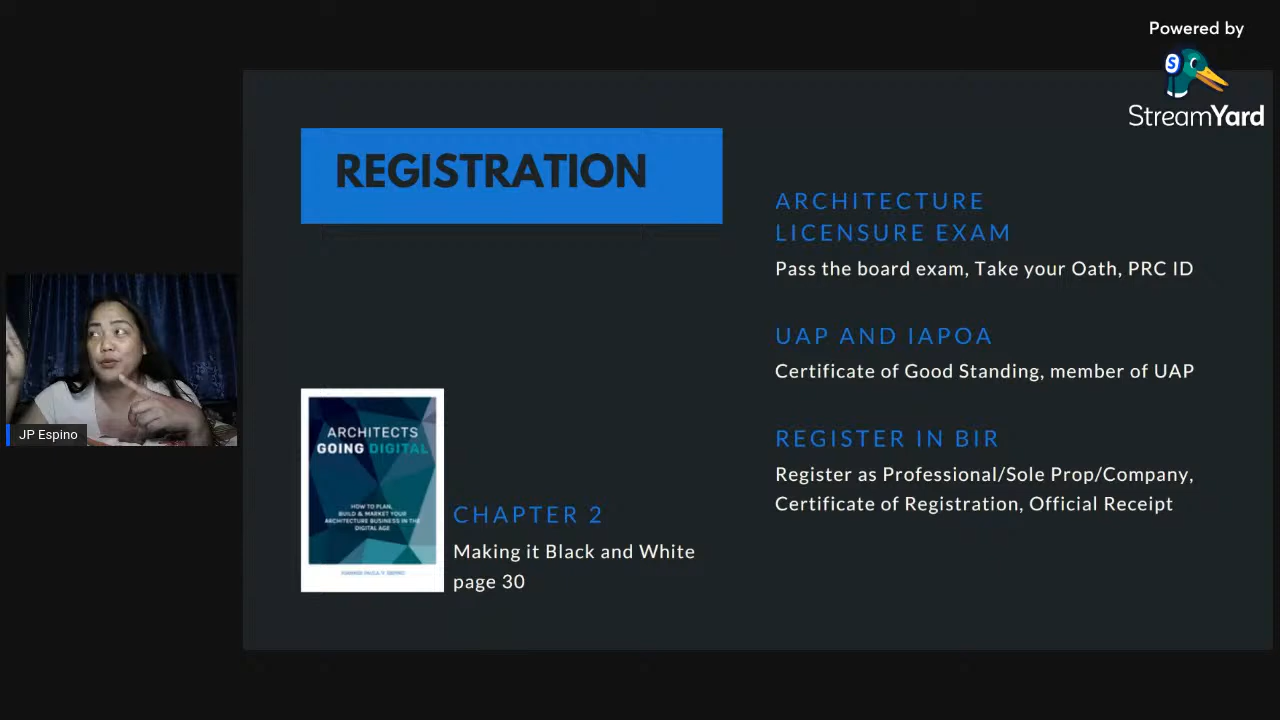 Powered by
S
StreamYard
REGISTRATION
ARCHITECTURE
LICENSURE EXAM
Pass the board exam, Take your Oath, PRC ID
UAP AND IAPOA
Certificate of Good Standing, member of UAP
REGISTER IN BIR
Register as Professional/Sole Prop/Company,
Certificate of Registration, Official Receipt
JP Espino
ARCHITECTS
GOING DIGITAL
HOW TO PLAN,
BUILD & MARKET YOUR
ARCHITECTURE BUSINESS IN THE
DIGITAL AGE
CHAPTER 2
Making it Black and White
page 30